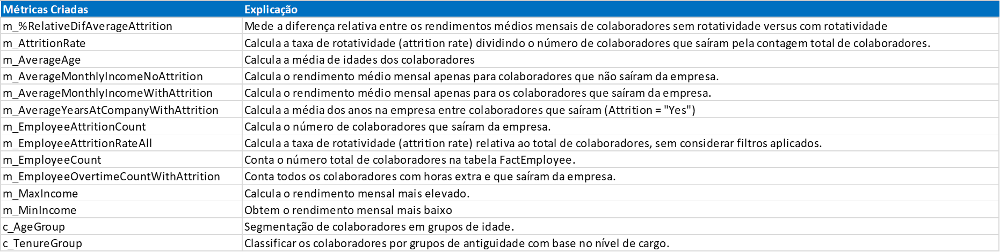 Métricas Criadas Explicação
m_%RelativeDifAverageAttrition Mede a diferença relativa entre os rendimentos médios mensais de colaboradores sem rotatividade versus com rotatividade
m_AttritionRate Calcula a taxa de rotatividade (attrition rate) dividindo o número de colaboradores que saíram pela contagem total de colaboradores.
m_AverageAge Calcula a média de idades dos colaboradores
m_AverageMonthlyIncomeNoAttrition Calcula o rendimento médio mensal apenas para colaboradores que não saíram da empresa.
m_AverageMonthlyIncomeWithAttrition Calcula o rendimento médio mensal apenas para os colaboradores que saíram da empresa.
m_AverageYearsAtCompanyWithAttrition Calcula a média dos anos na empresa entre colaboradores que saíram (Attrition = "Yes")
m_EmployeeAttritionCount Calcula o número de colaboradores que saíram da empresa.
m_EmployeeAttritionRateAll Calcula a taxa de rotatividade (attrition rate) relativa ao total de colaboradores, sem considerar filtros aplicados.
m_EmployeeCount Conta o número total de colaboradores na tabela FactEmployee.
m_EmployeeOvertimeCountWithAttrition Conta todos os colaboradores com horas extra e que saíram da empresa.
m_MaxIncome Calcula o rendimento mensal mais elevado.
m_MinIncome Obtem o rendimento mensal mais baixo
c_AgeGroup Segmentação de colaboradores em grupos de idade.
c_TenureGroup Classificar os colaboradores por grupos de antiguidade com base no nível de cargo.